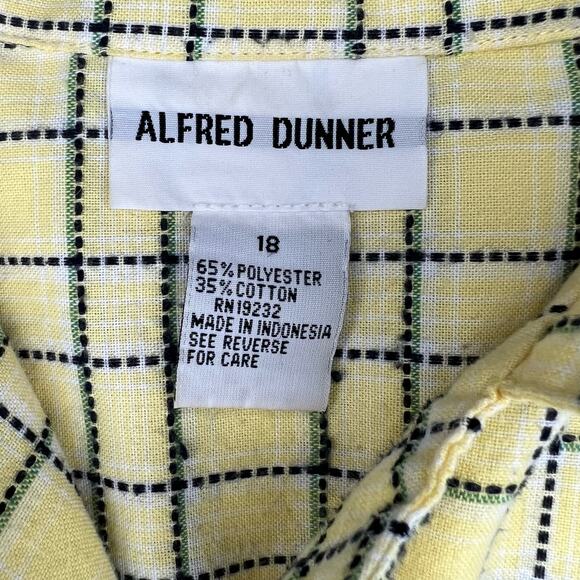 ALFRED DUNNER
18
65% POLYESTER
35% COTTON
RN19232
MADE IN INDONESIA
SEE REVERSE
FOR CARE